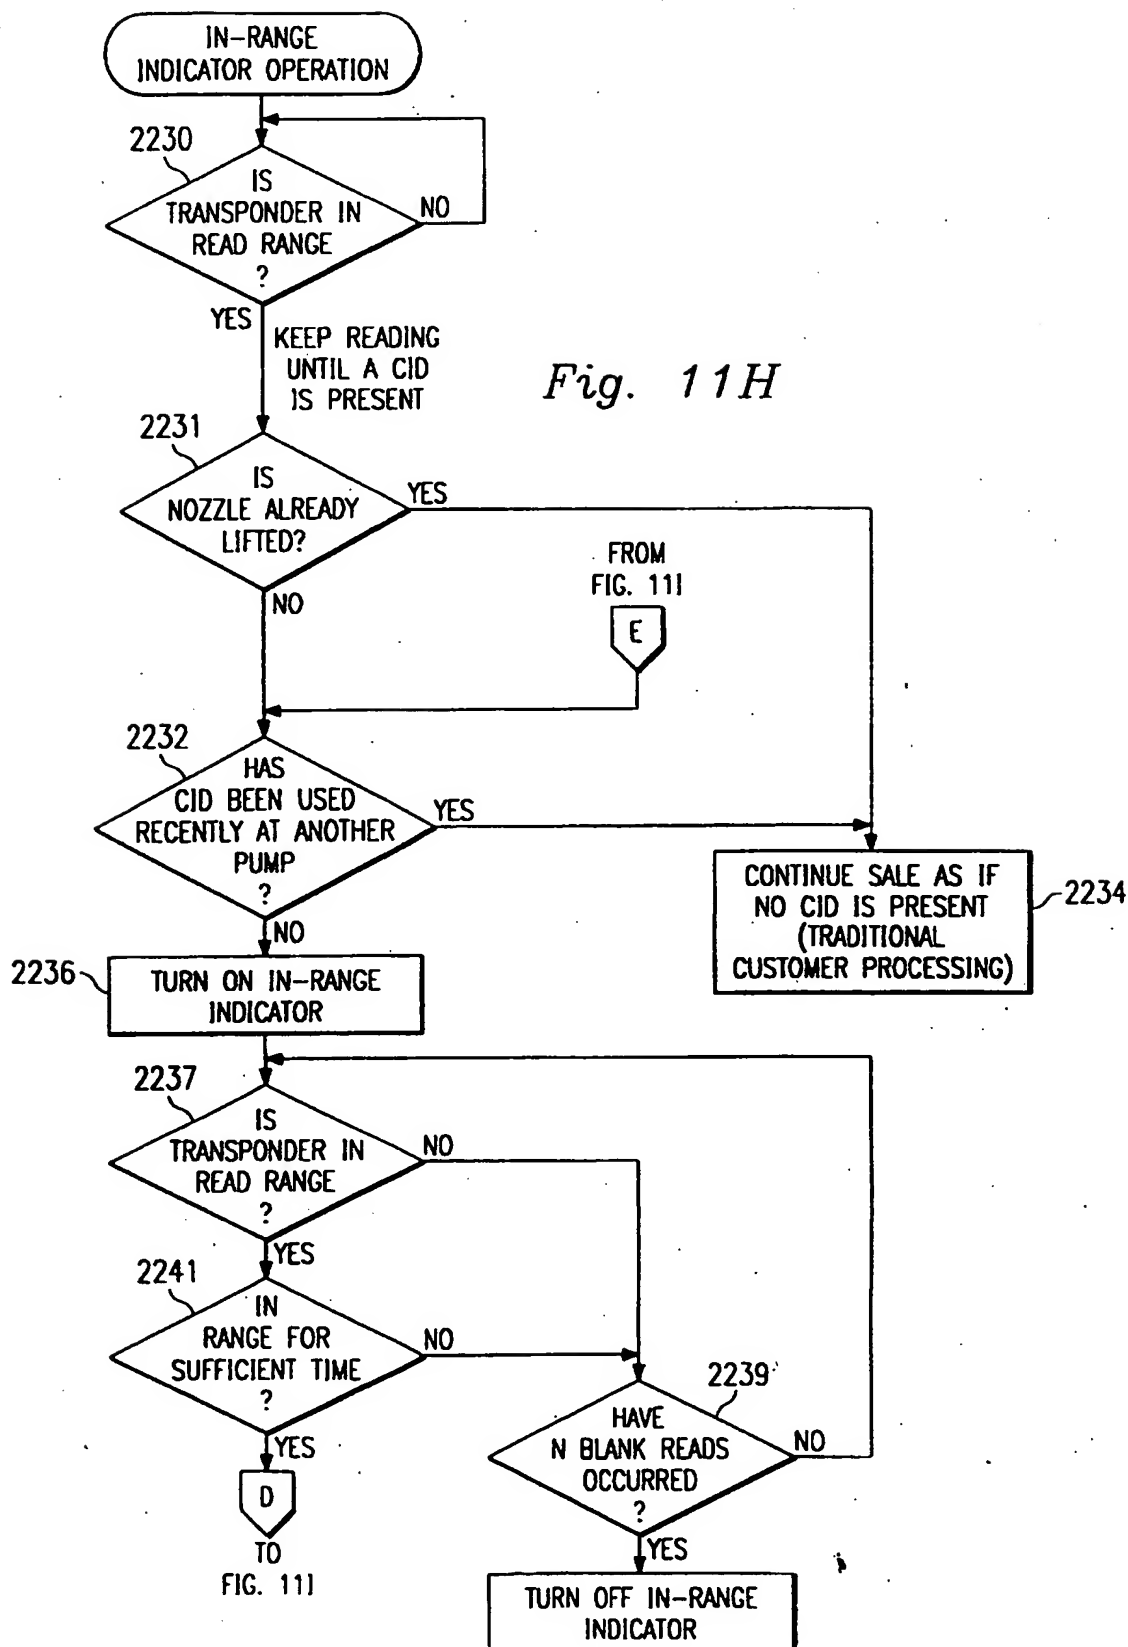 IN-RANGE
INDICATOR OPERATION
2230
IS
TRANSPONDER IN
READ RANGE
?
NO
YES
KEEP READING
UNTIL A CID
IS PRESENT
Fig. 11H
2231
IS
NOZZLE ALREADY
LIFTED?
YES
NO
FROM
FIG. 11I
E
2232
HAS
CID BEEN USED
RECENTLY AT ANOTHER
PUMP
?
YES
NO
CONTINUE SALE AS IF
NO CID IS PRESENT
(TRADITIONAL
CUSTOMER PROCESSING)
2234
2236
TURN ON IN-RANGE
INDICATOR
2237
IS
TRANSPONDER IN
READ RANGE
?
NO
YES
2241
IN
RANGE FOR
SUFFICIENT TIME
?
NO
YES
2239
HAVE
N BLANK READS
OCCURRED
?
NO
YES
D
TO
FIG. 11I
TURN OFF IN-RANGE
INDICATOR